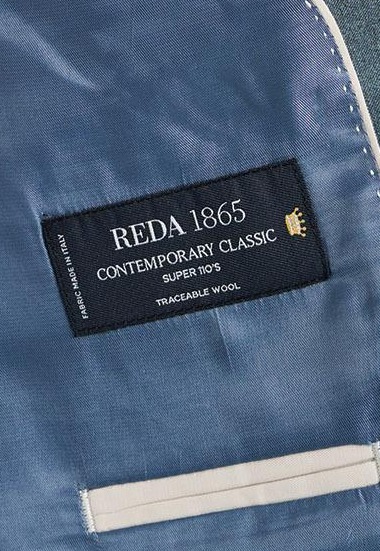 REDA 1865
CONTEMPORARY CLASSIC
SUPER 110'S
TRACEABLE WOOL
FABRIC MADE IN ITALY